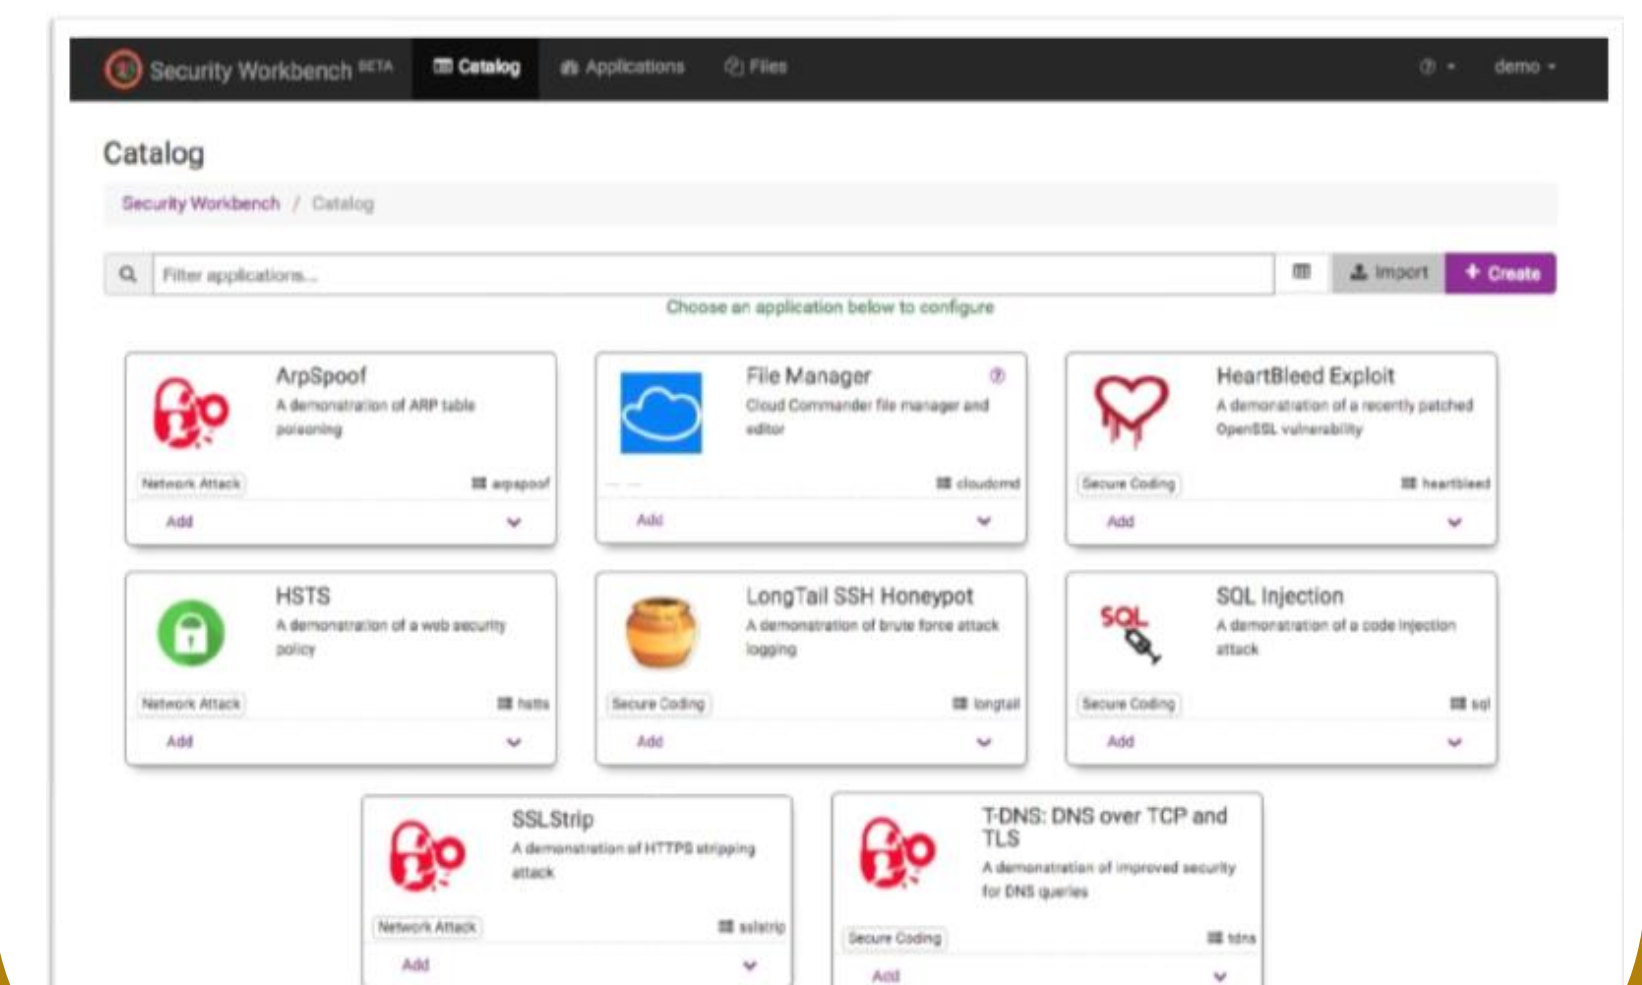 Security Workbench BETA Catalog Applications Files demo
Catalog
Security Workbench / Catalog
Filter applications... Import + Create
Choose an application below to configure
ArpSpoof
A demonstration of ARP table
poisoning
Network Attack arpspoof
Add
File Manager
Cloud Commander file manager and
editor
cloudcmd
Add
HeartBleed Exploit
A demonstration of a recently patched
OpenSSL vulnerability
Secure Coding heartbleed
Add
HSTS
A demonstration of a web security
policy
Network Attack hstts
Add
LongTail SSH Honeypot
A demonstration of brute force attack
logging
Secure Coding longtail
Add
SQL
SQL Injection
A demonstration of a code injection
attack
Secure Coding sql
Add
SSLStrip
A demonstration of HTTPS stripping
attack
Network Attack sslstrip
Add
T-DNS: DNS over TCP and
TLS
A demonstration of improved security
for DNS queries
Secure Coding tdns
Add